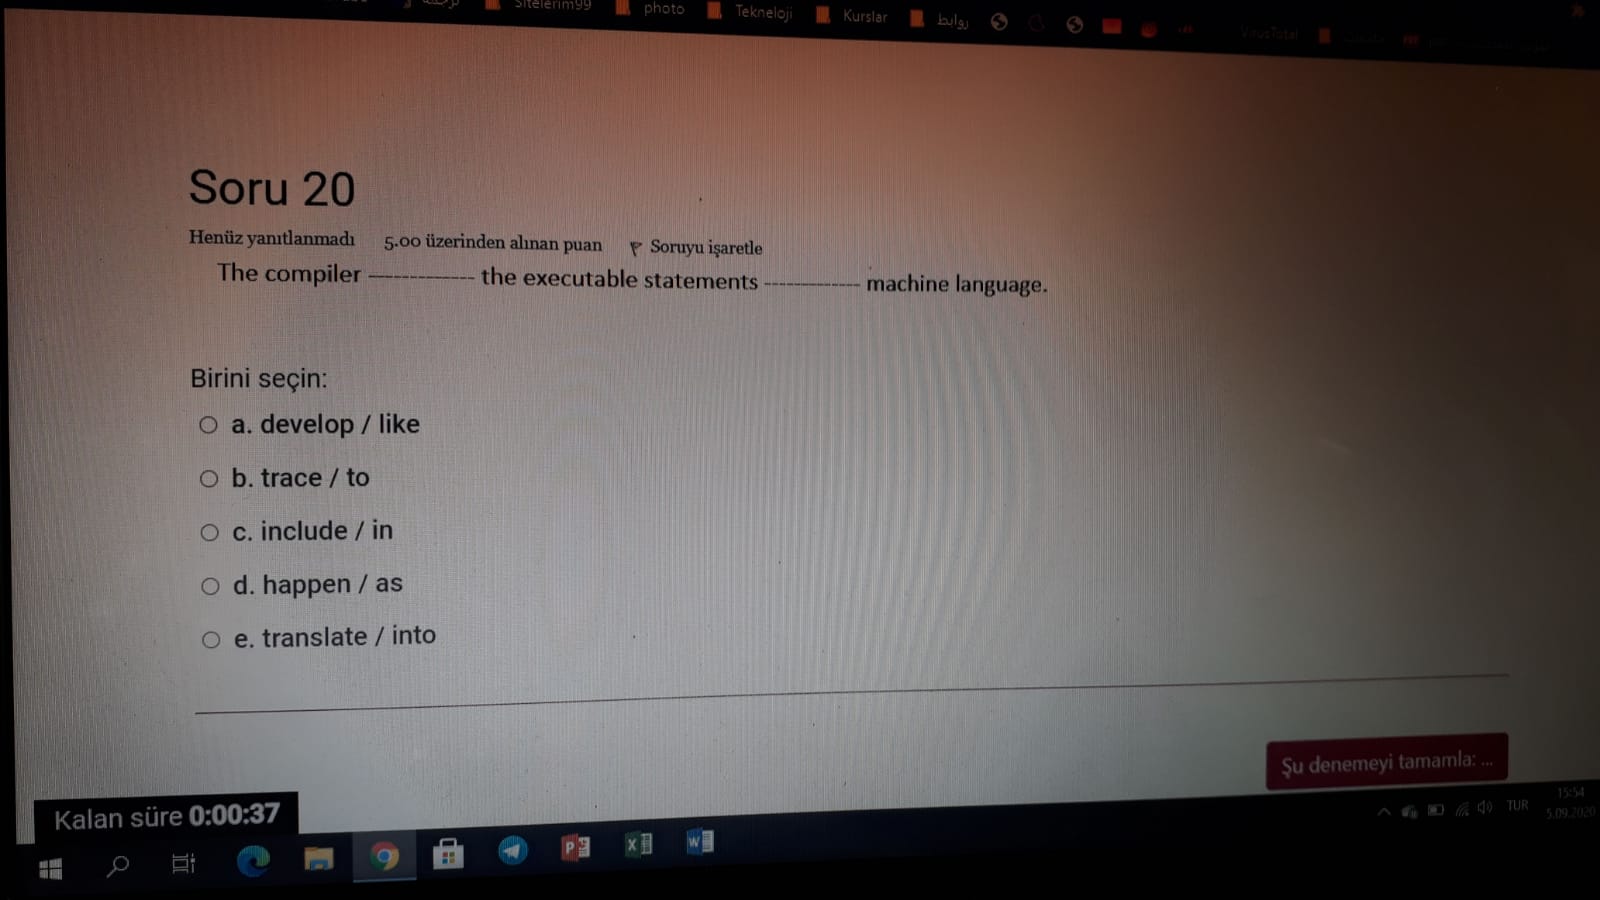 Sitelerim99 photo Tekneloji Kurslar روابط VirusTotal
Soru 20
Henüz yanıtlanmadı 5.00 üzerinden alınan puan Soruyu işaretle
The compiler ------------- the executable statements ------------- machine language.
Birini seçin:
a. develop / like
b. trace / to
c. include / in
d. happen / as
e. translate / into
Şu denemeyi tamamla: ...
Kalan süre 0:00:37
TUR
15:54
5.09.2020